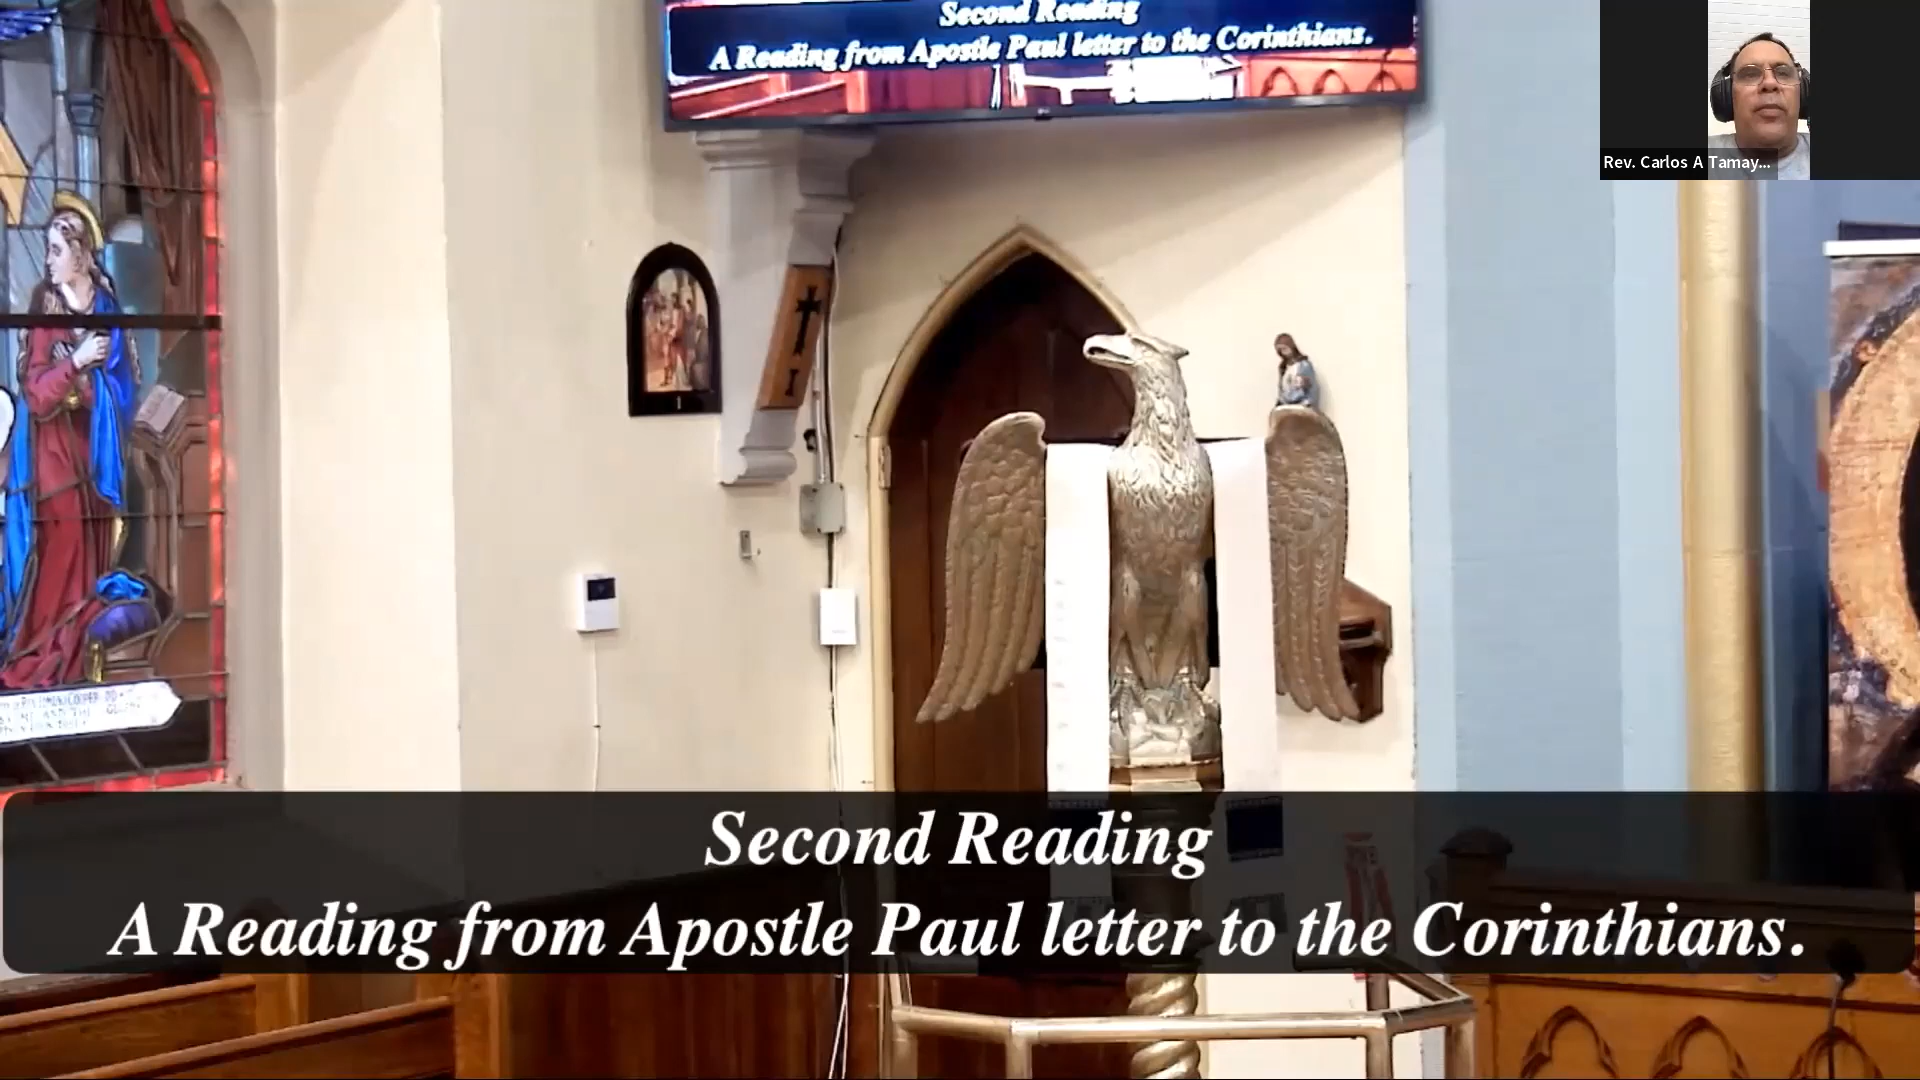 Second Reading
A Reading from Apostle Paul letter to the Corinthians.
Rev. Carlos A Tamay...
I
I
Second Reading
A Reading from Apostle Paul letter to the Corinthians.